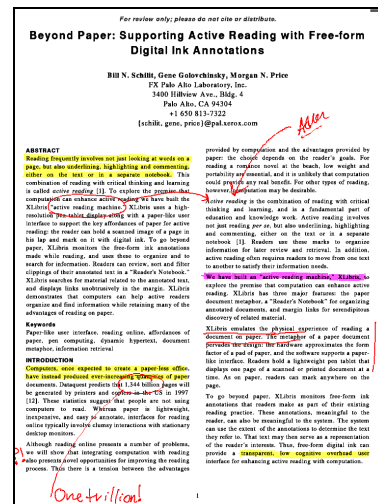 For review only; please do not cite or distribute.
Beyond Paper: Supporting Active Reading with Free-form
Digital Ink Annotations
Bill N. Schilit, Gene Golovchinsky, Morgan N. Price
FX Palo Alto Laboratory, Inc.
3400 Hillview Ave., Bldg. 4
Palo Alto, CA 94304
+1 650 813-7322
{schilit, gene, price}@pal.xerox.com
ABSTRACT
Reading frequently involves not just looking at words on a
page, but also underlining, highlighting and commenting,
either on the text or in a separate notebook. This
combination of reading with critical thinking and learning
is called active reading [1]. To explore the premise that
computation can enhance active reading we have built the
XLibris "active reading machine." XLibris uses a high-
resolution pen tablet display along with a paper-like user
interface to support the key affordances of paper for active
reading: the reader can hold a scanned image of a page in
his lap and mark on it with digital ink. To go beyond
paper, XLibris monitors the free-form ink annotations
made while reading, and uses these to organize and to
search for information. Readers can review, sort and filter
clippings of their annotated text in a "Reader's Notebook."
XLibris searches for material related to the annotated text,
and displays links unobtrusively in the margin. XLibris
demonstrates that computers can help active readers
organize and find information while retaining many of the
advantages of reading on paper.
Keywords
Paper-like user interface, reading online, affordances of
paper, pen computing, dynamic hypertext, document
metaphor, information retrieval
INTRODUCTION
Computers, once expected to create a paper-less office,
have instead produced ever-increasing quantities of paper
documents. Dataquest predicts that 1,344 billion pages will
be generated by printers and copiers in the US in 1997
[12]. These statistics suggest that people are not using
computers to read. Whereas paper is lightweight,
inexpensive, and easy to annotate, interfaces for reading
online typically involve clumsy interactions with stationary
desktop monitors.
Although reading online presents a number of problems,
we will show that integrating computation with reading
also presents novel opportunities for improving the reading
process. Thus there is a tension between the advantages
One trillion!
Adler
provided by computation and the advantages provided by
paper: the choice depends on the reader's goals. For
reading a romance novel at the beach, low weight and
portability are essential, and it is unlikely that computation
could provide any real benefit. For other types of reading,
however, computation may be desirable.
Active reading is the combination of reading with critical
thinking and learning, and is a fundamental part of
education and knowledge work. Active reading involves
not just reading per se, but also underlining, highlighting
and commenting, either on the text or in a separate
notebook [1]. Readers use these marks to organize
information for later review and retrieval. In addition,
active reading often requires readers to move from one text
to another to satisfy their information needs.
We have built an "active reading machine," XLibris, to
explore the premise that computation can enhance active
reading. XLibris has three major features: the paper
document metaphor, a "Reader's Notebook" for organizing
annotated documents, and margin links for serendipitous
discovery of related material.
XLibris emulates the physical experience of reading a
document on paper. The metaphor of a paper document
pervades the design: the hardware approximates the form
factor of a pad of paper, and the software supports a paper-
like interface. Readers hold a lightweight pen tablet that
displays one page of a scanned or printed document at a
time. As on paper, readers can mark anywhere on the
page.
To go beyond paper, XLibris monitors free-form ink
annotations that readers make as part of their existing
reading practice. These annotations, meaningful to the
reader, can also be meaningful to the system. The system
can use the extent of the annotations to determine the text
they refer to. That text may then serve as a representation
of the reader's interests. Thus, free-form digital ink can
provide a transparent, low cognitive overhead user
interface for enhancing active reading with computation.
1